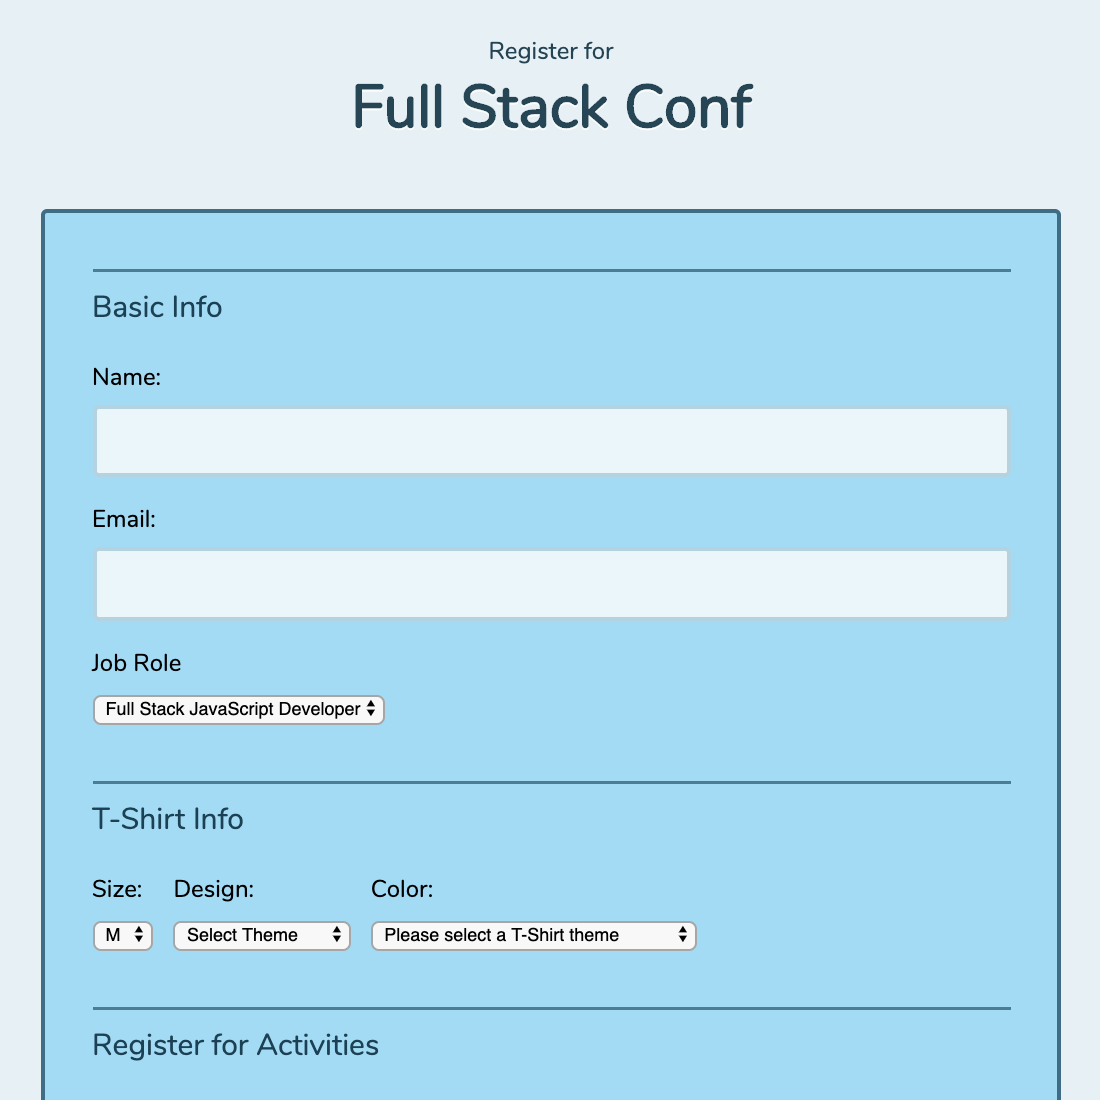 Register for
Full Stack Conf
Basic Info
Name:
Email:
Job Role
Full Stack JavaScript Developer
T-Shirt Info
Size: Design: Color:
M Select Theme Please select a T-Shirt theme
Register for Activities